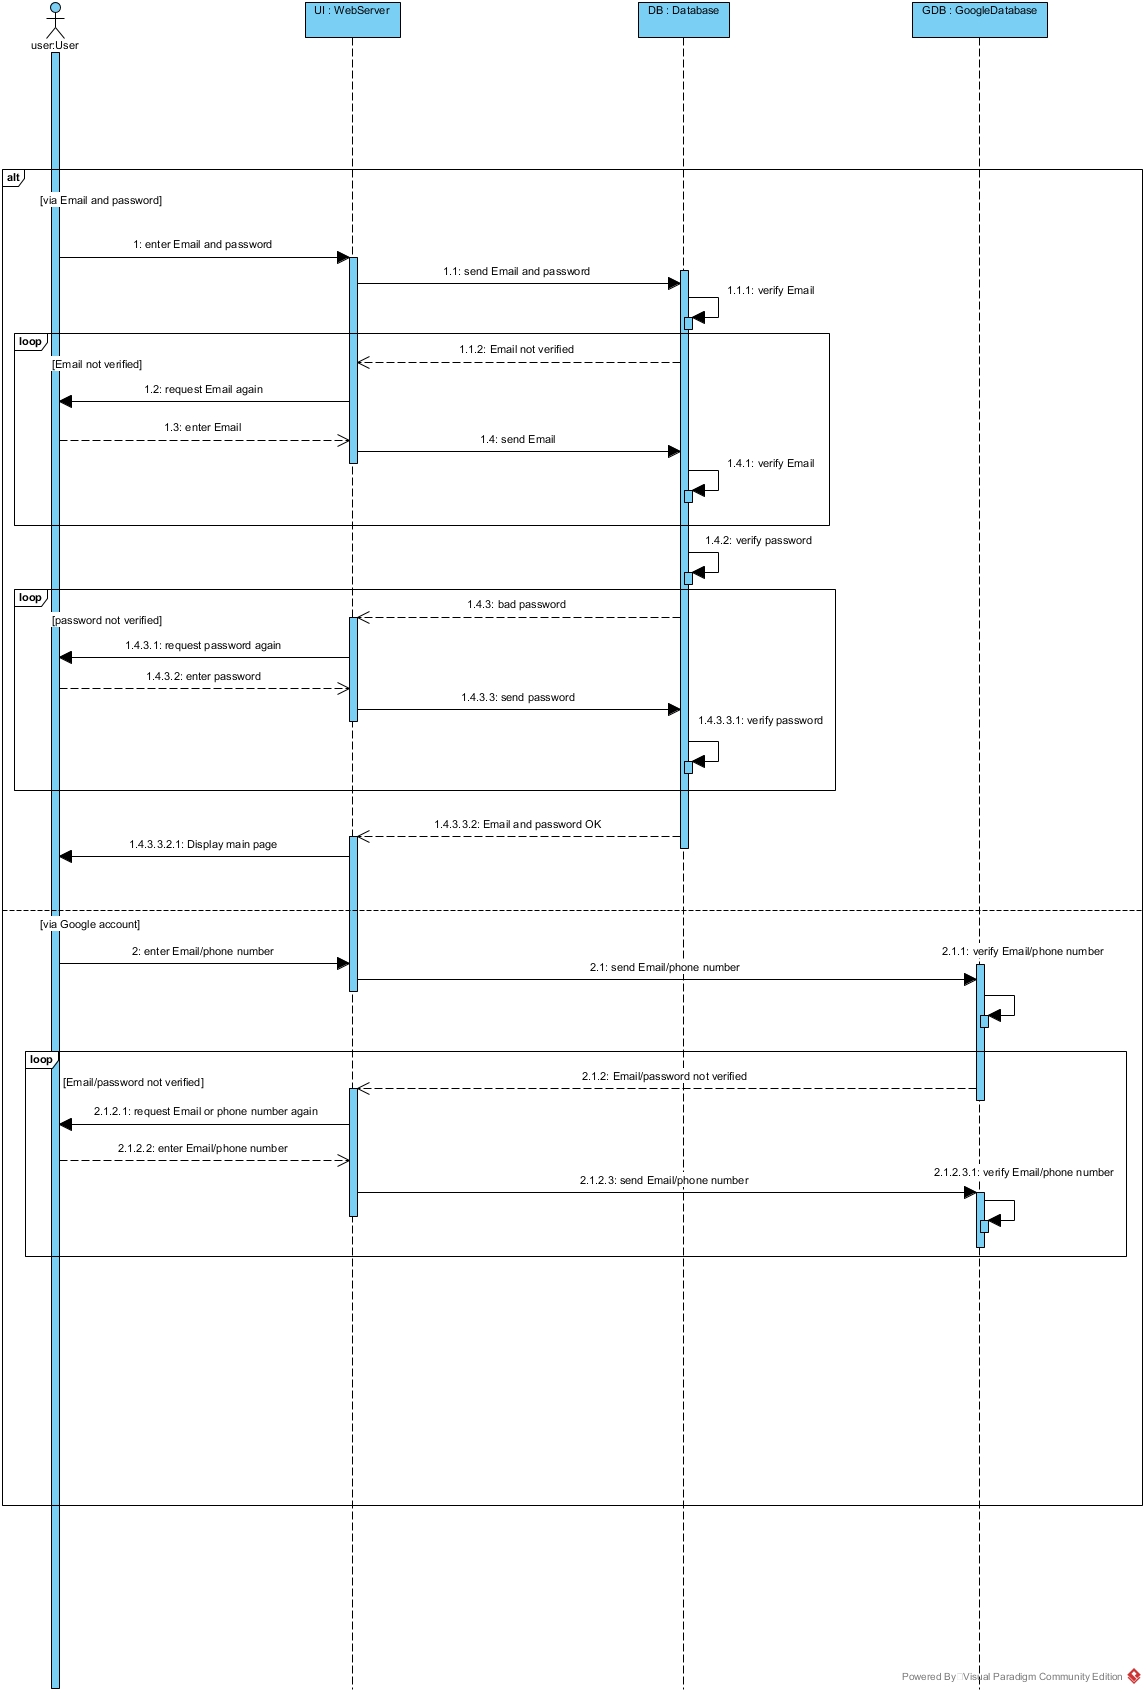 UI : WebServer
DB : Database
GDB : GoogleDatabase
user:User
alt
[via Email and password]
1: enter Email and password
1.1: send Email and password
1.1.1: verify Email
loop
1.1.2: Email not verified
[Email not verified]
1.2: request Email again
1.3: enter Email
1.4: send Email
1.4.1: verify Email
1.4.2: verify password
loop
1.4.3: bad password
[password not verified]
1.4.3.1: request password again
1.4.3.2: enter password
1.4.3.3: send password
1.4.3.3.1: verify password
1.4.3.3.2: Email and password OK
1.4.3.3.2.1: Display main page
[via Google account]
2: enter Email/phone number
2.1.1: verify Email/phone number
2.1: send Email/phone number
loop
2.1.2: Email/password not verified
[Email/password not verified]
2.1.2.1: request Email or phone number again
2.1.2.2: enter Email/phone number
2.1.2.3.1: verify Email/phone number
2.1.2.3: send Email/phone number
Powered By Visual Paradigm Community Edition